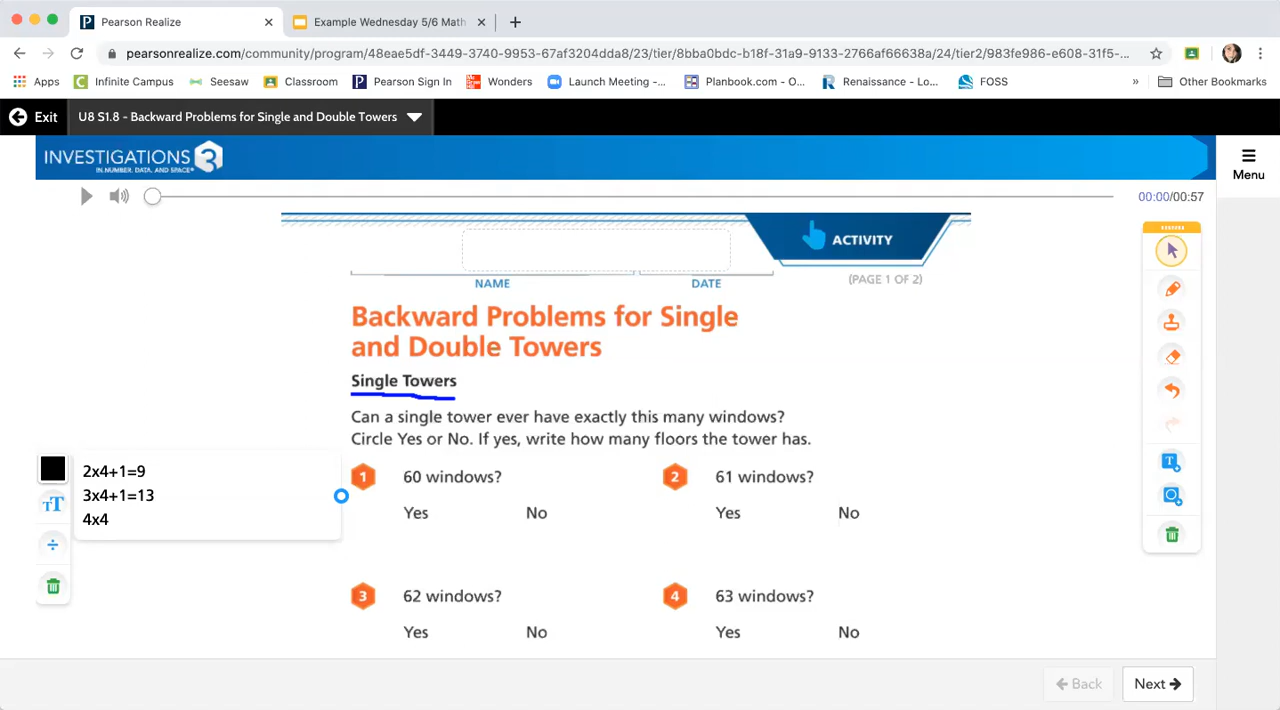 Pearson Realize
Example Wednesday 5/6 Math
pearsonrealize.com/community/program/48eae5df-3449-3740-9953-67af3204dda8/23/tier/8bba0bdc-b18f-31a9-9133-2766af66638a/24/tier2/983fe986-e608-31f5-...
Apps Infinite Campus Seesaw Classroom Pearson Sign In Wonders Launch Meeting -... Planbook.com - O... Renaissance - Lo... FOSS » Other Bookmarks
Exit U8 S1.8 - Backward Problems for Single and Double Towers
INVESTIGATIONS 3
IN NUMBER, DATA, AND SPACE®
Menu
00:00/00:57
ACTIVITY
NAME DATE (PAGE 1 OF 2)
Backward Problems for Single
and Double Towers
Single Towers
Can a single tower ever have exactly this many windows?
Circle Yes or No. If yes, write how many floors the tower has.
2x4+1=9
3x4+1=13
4x4
1 60 windows?
Yes No
2 61 windows?
Yes No
3 62 windows?
Yes No
4 63 windows?
Yes No
Back Next